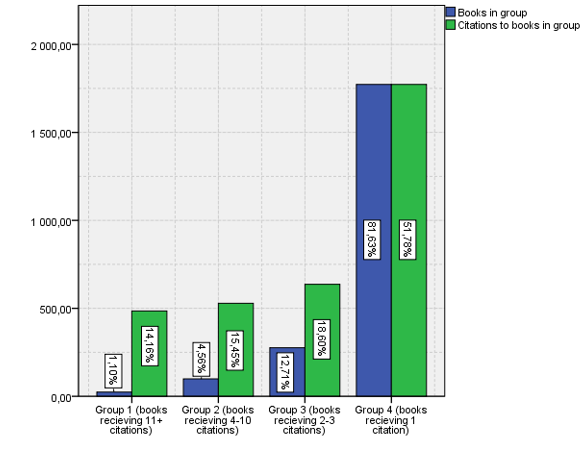 Books in group
Citations to books in group
2 000,00
1 500,00
1 000,00
500,00
0,00
1,10%
14,16%
4,56%
15,45%
12,71%
18,60%
81,63%
51,78%
Group 1 (books
recieving 11+
citations)
Group 2 (books
recieving 4-10
citations)
Group 3 (books
recieving 2-3
citations)
Group 4 (books
recieving 1
citation)